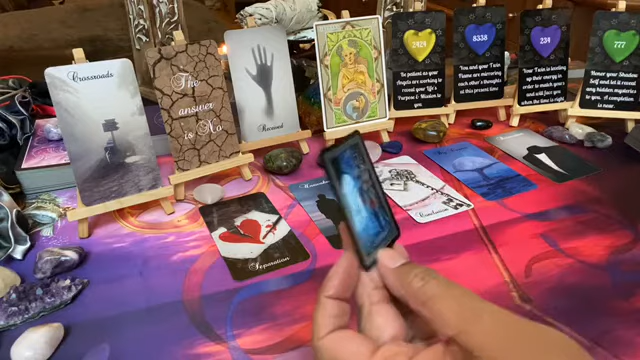 Crossroads
The
answer
is No
Received
2424
Be patient as your
Angels are working to
reveal your Life's
Purpose & Mission to
you.
8338
You and your Twin
Flame are mirroring
each other's thoughts
at this present time
234
Your Twin is leveling
up their energy in
order to match yours
and will face you
when the time is right
777
Honor your Shadow
Self and let it reveal
any hidden mysteries
to you. A completion
is near.
Separation
Conclusion